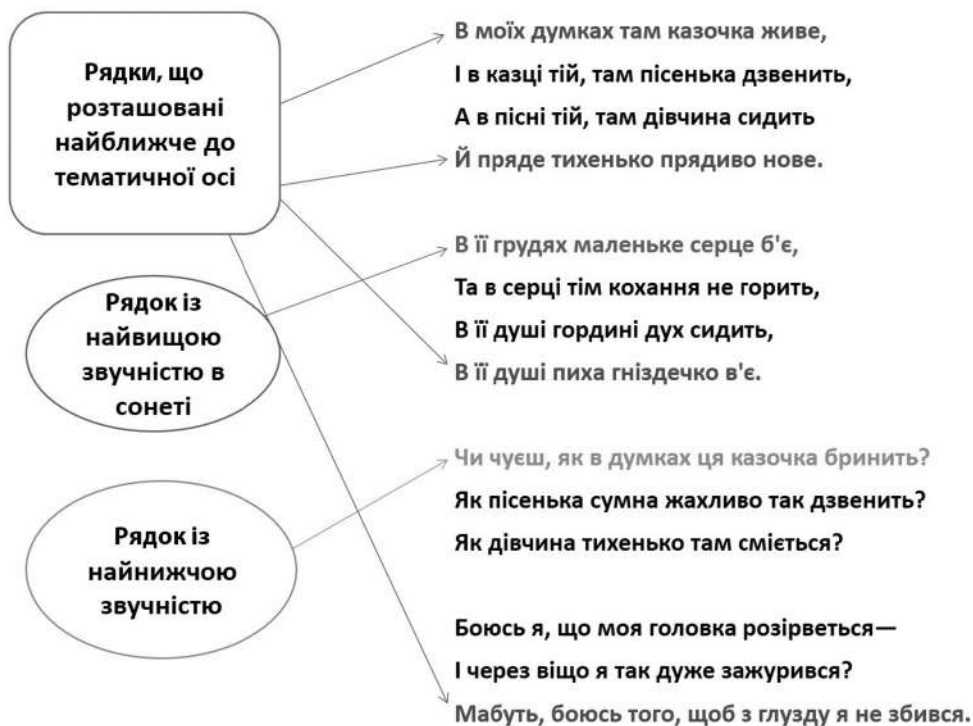 Рядки, що
розташовані
найближче до
тематичної осі
Рядок із
найвищою
звучністю в
сонеті
Рядок із
найнижчою
звучністю
В моїх думках там казочка живе,
І в казці тій, там пісенька дзвенить,
А в пісні тій, там дівчина сидить
Й пряде тихенько прядиво нове.
В її грудях маленьке серце б'є,
Та в серці тім кохання не горить,
В її душі гордині дух сидить,
В її душі пиха гніздечко в'є.
Чи чуєш, як в думках ця казочка бринить?
Як пісенька сумна жахливо так дзвенить?
Як дівчина тихенько там сміється?
Боюсь я, що моя головка розірветься—
І через віщо я так дуже зажурився?
Мабуть, боюсь того, щоб з глузду я не збився.